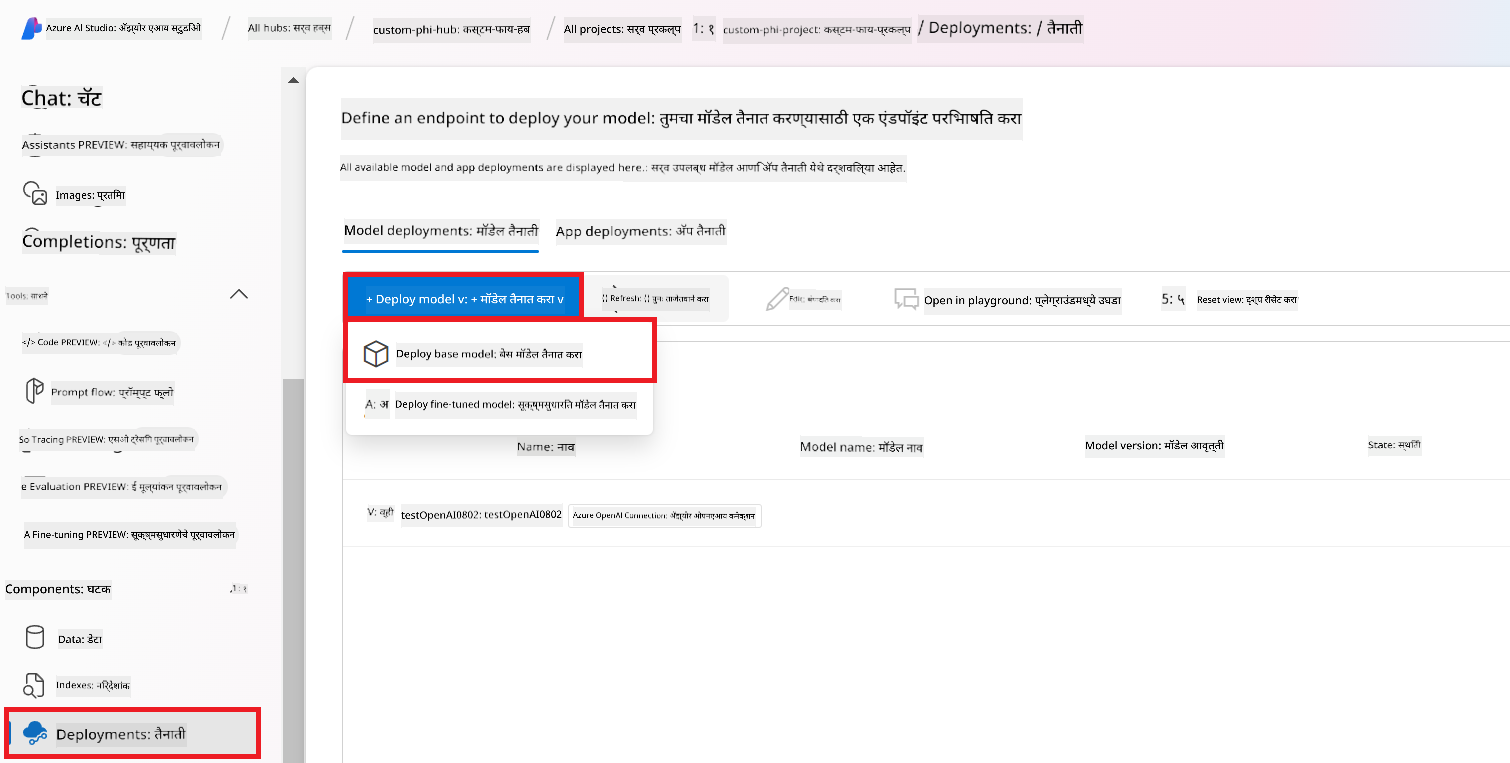 Azure AI Studio: अ‍ॅझ्योर एआय स्टुडिओ / All hubs: सर्व हब्स / custom-phi-hub: कस्टम-फाय-हब / All projects: सर्व प्रकल्प 1: १ custom-phi-project: कस्टम-फाय-प्रकल्प / Deployments: / तैनाती
Chat: चॅट
Assistants PREVIEW: सहाय्यक पूर्वावलोकन
Images: प्रतिमा
Completions: पूर्णता
Tools: साधने
</> Code PREVIEW: </> कोड पूर्वावलोकन
Prompt flow: प्रॉम्प्ट फ्लो
So Tracing PREVIEW: एसओ ट्रेसिंग पूर्वावलोकन
e Evaluation PREVIEW: ई मूल्यांकन पूर्वावलोकन
A Fine-tuning PREVIEW: सूक्ष्मसुधारणेचे पूर्वावलोकन
Components: घटक
Data: डेटा
Indexes: निर्देशांक
Deployments: तैनाती
Define an endpoint to deploy your model: तुमचा मॉडेल तैनात करण्यासाठी एक एंडपॉइंट परिभाषित करा
All available model and app deployments are displayed here.: सर्व उपलब्ध मॉडेल आणि अ‍ॅप तैनाती येथे दर्शविल्या आहेत.
Model deployments: मॉडेल तैनाती App deployments: अ‍ॅप तैनाती
+ Deploy model v: + मॉडेल तैनात करा v Refresh: Edit: संपादित करा Open in playground: प्लेग्राउंडमध्ये उघडा 5: ५ Reset view: दृश्य रीसेट करा
Deploy base model: बेस मॉडेल तैनात करा
A: अ Deploy fine-tuned model: सूक्ष्मसुधारित मॉडेल तैनात करा
Name: नाव Model name: मॉडेल नाव Model version: मॉडेल आवृत्ती State: स्थिती
V: व्ही testOpenAI0802: testOpenAI0802 Azure OpenAI Connection: अ‍ॅझ्योर ओपनएआय कनेक्शन